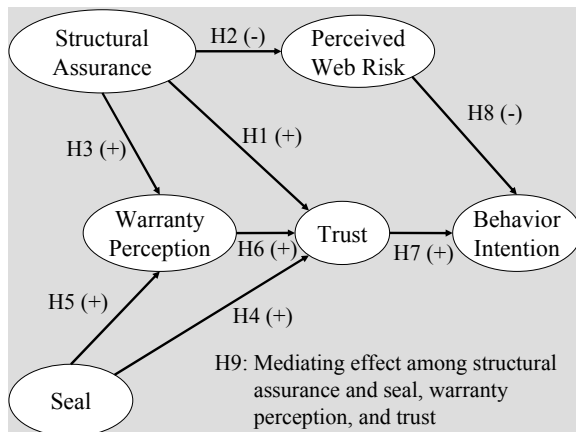 Structural
Assurance
H2 (-)
Perceived
Web Risk
H8 (-)
H3 (+)
H1 (+)
Warranty
Perception
H6 (+)
Trust
H7 (+)
Behavior
Intention
H5 (+)
H4 (+)
Seal
H9: Mediating effect among structural
assurance and seal, warranty
perception, and trust